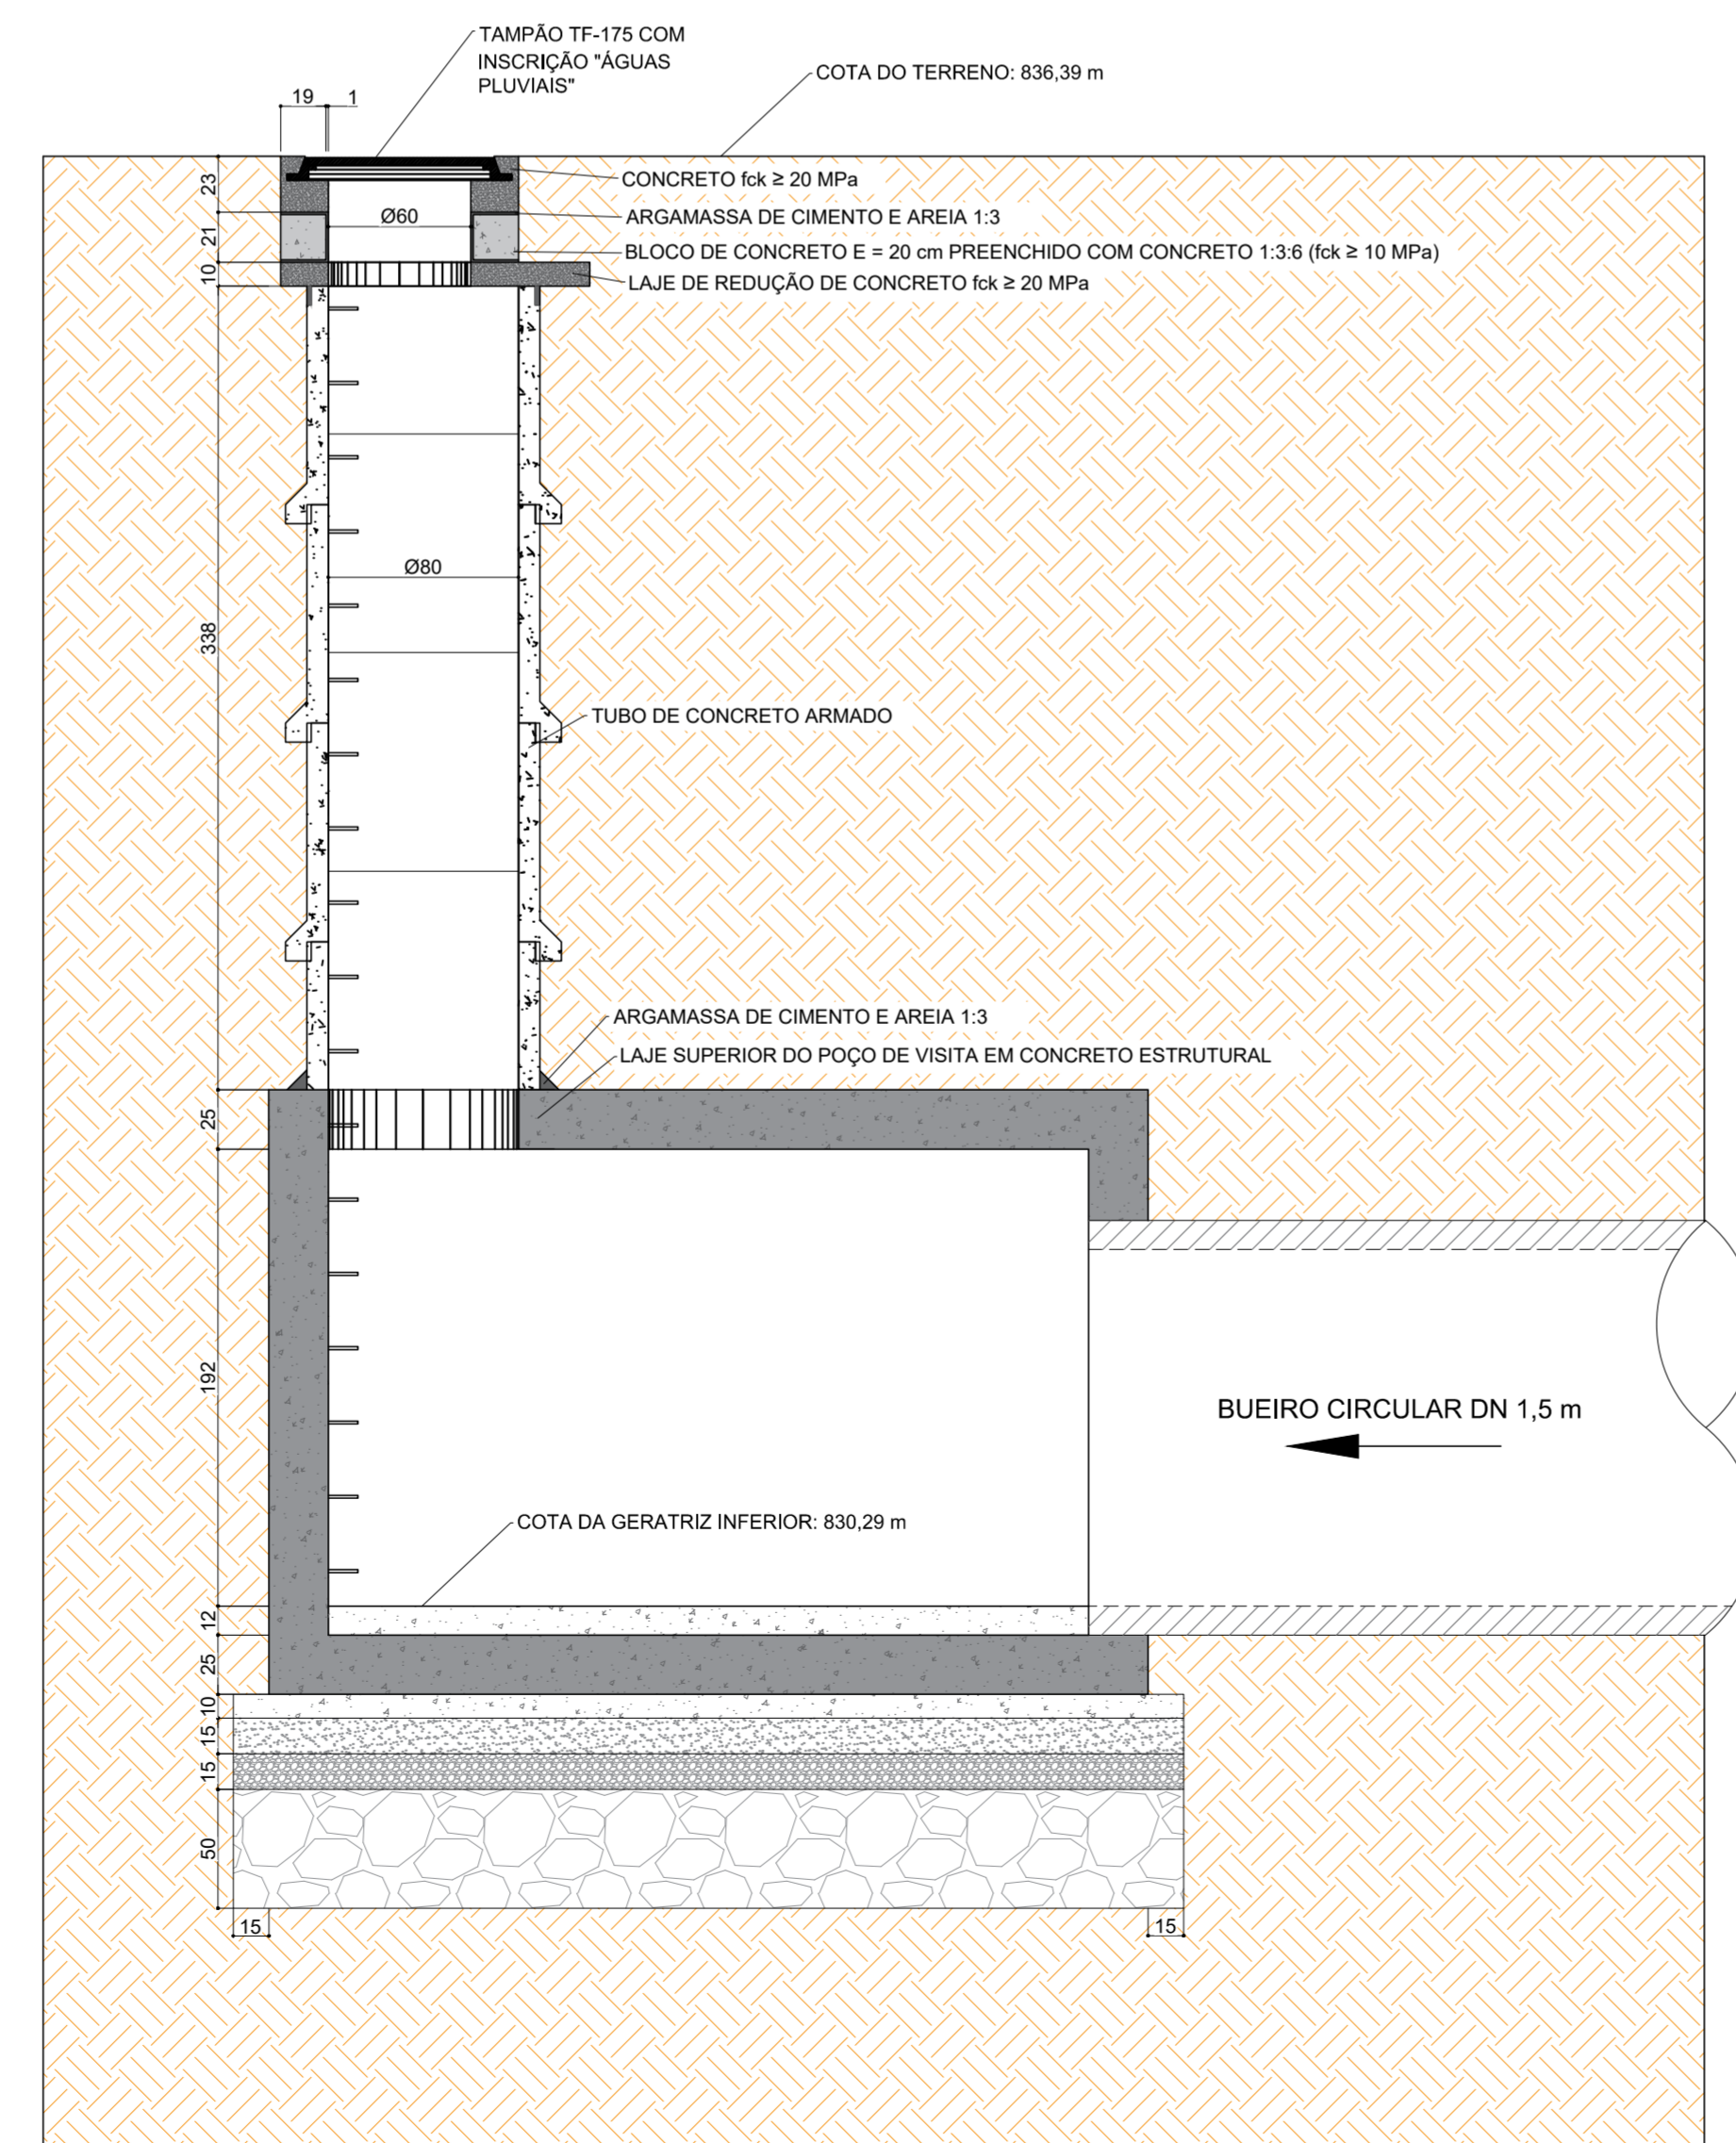 TAMPÃO TF-175 COM
INSCRIÇÃO "ÁGUAS
PLUVIAIS"
COTA DO TERRENO: 836,39 m
19
1
23
CONCRETO fck ≥ 20 MPa
Ø60
ARGAMASSA DE CIMENTO E AREIA 1:3
21
BLOCO DE CONCRETO E = 20 cm PREENCHIDO COM CONCRETO 1:3:6 (fck ≥ 10 MPa)
10
LAJE DE REDUÇÃO DE CONCRETO fck ≥ 20 MPa
Ø80
338
TUBO DE CONCRETO ARMADO
ARGAMASSA DE CIMENTO E AREIA 1:3
LAJE SUPERIOR DO POÇO DE VISITA EM CONCRETO ESTRUTURAL
25
192
BUEIRO CIRCULAR DN 1,5 m
COTA DA GERATRIZ INFERIOR: 830,29 m
12
25
10
15
15
50
15
15